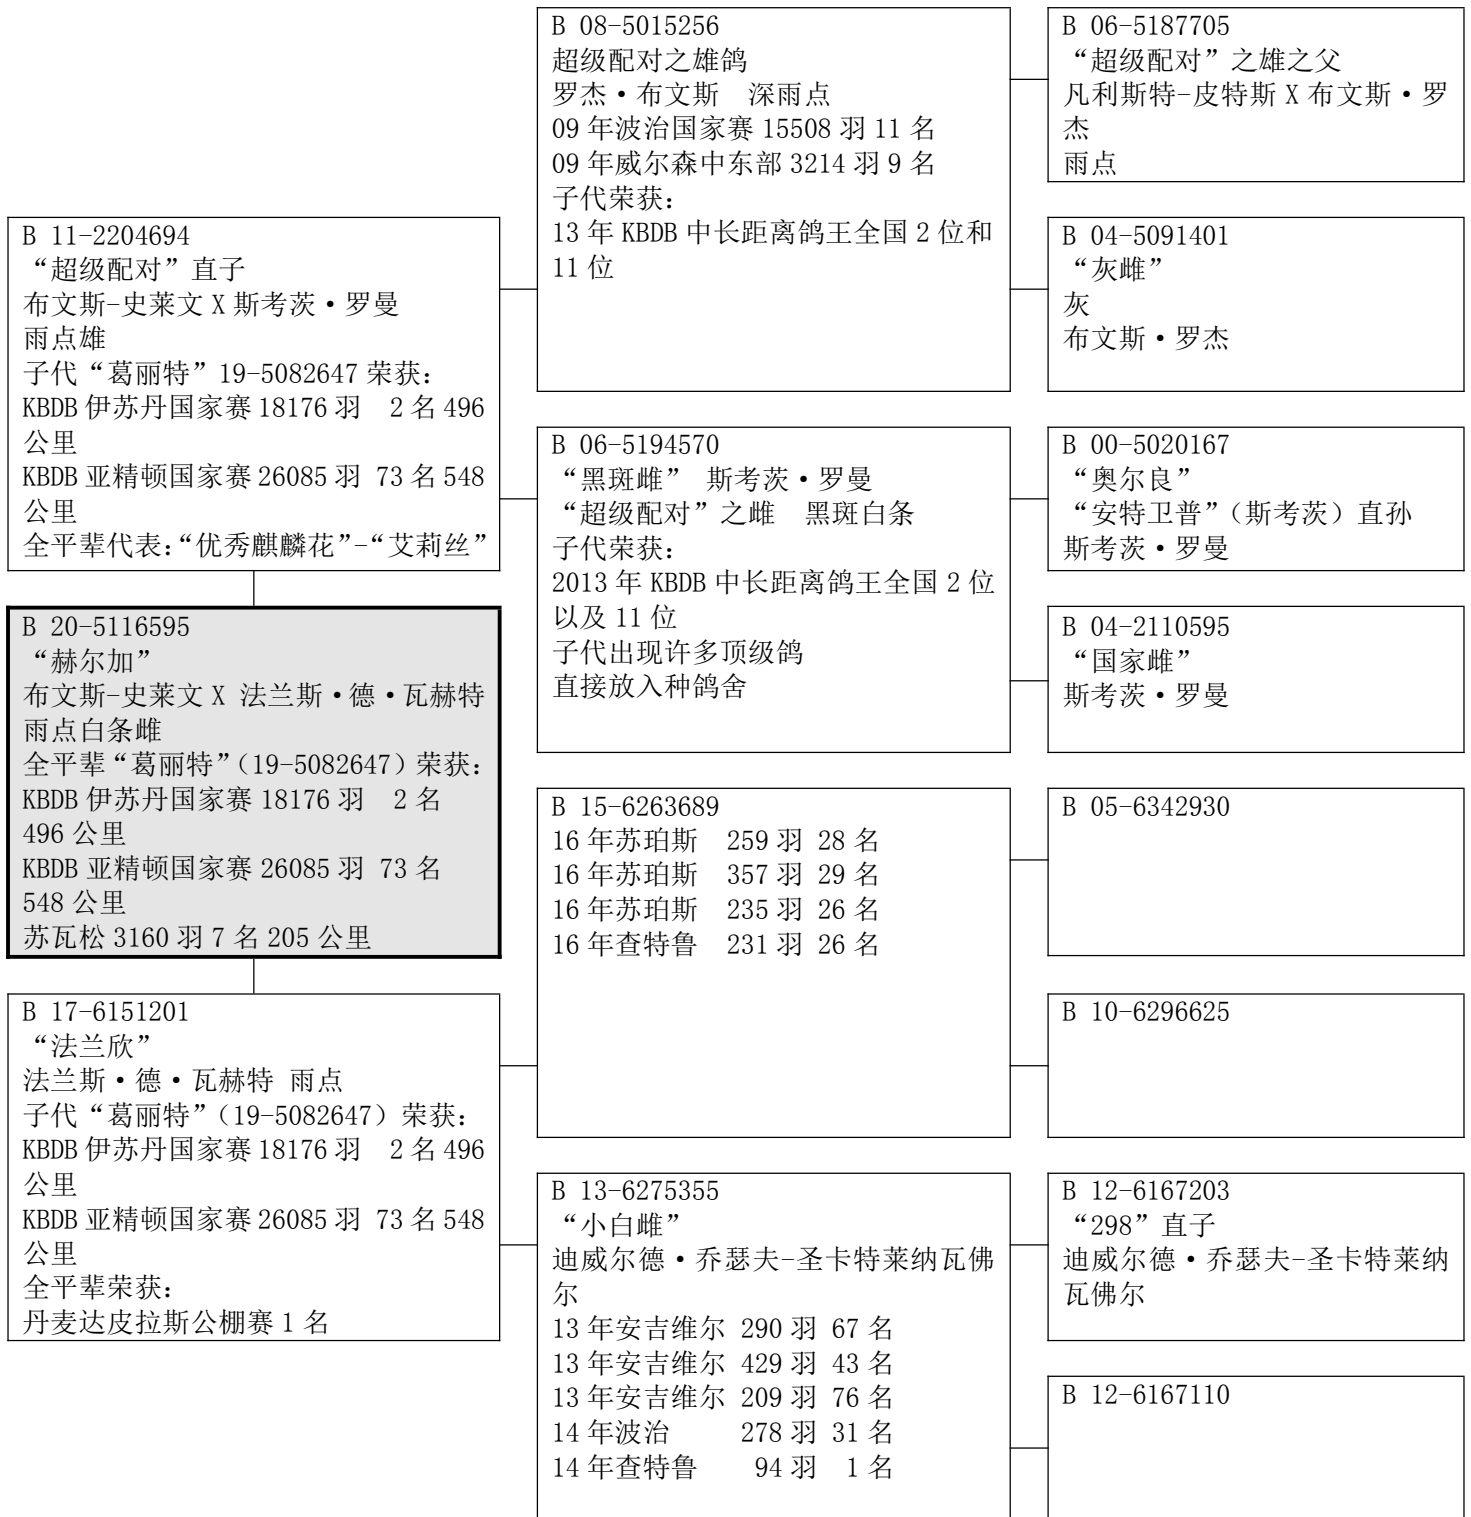 B 11-2204694
“超级配对”直子
布文斯-史莱文 X 斯考茨·罗曼
雨点雄
子代“葛丽特”19-5082647 荣获：
KBDB 伊苏丹国家赛 18176 羽 2 名 496
公里
KBDB 亚精顿国家赛 26085 羽 73 名 548
公里
全平辈代表：“优秀麒麟花”-“艾莉丝”
B 20-5116595
“赫尔加”
布文斯-史莱文 X 法兰斯·德·瓦赫特
雨点白条雌
全平辈“葛丽特”（19-5082647）荣获：
KBDB 伊苏丹国家赛 18176 羽 2 名
496 公里
KBDB 亚精顿国家赛 26085 羽 73 名
548 公里
苏瓦松 3160 羽 7 名 205 公里
B 17-6151201
“法兰欣”
法兰斯·德·瓦赫特 雨点
子代“葛丽特”（19-5082647）荣获：
KBDB 伊苏丹国家赛 18176 羽 2 名 496
公里
KBDB 亚精顿国家赛 26085 羽 73 名 548
公里
全平辈荣获：
丹麦达皮拉斯公棚赛 1 名
B 08-5015256
超级配对之雄鸽
罗杰·布文斯 深雨点
09 年波治国家赛 15508 羽 11 名
09 年威尔森中东部 3214 羽 9 名
子代荣获：
13 年 KBDB 中长距离鸽王全国 2 位和
11 位
B 06-5194570
“黑斑雌” 斯考茨·罗曼
“超级配对”之雌 黑斑白条
子代荣获：
2013 年 KBDB 中长距离鸽王全国 2 位
以及 11 位
子代出现许多顶级鸽
直接放入种鸽舍
B 15-6263689
16 年苏珀斯 259 羽 28 名
16 年苏珀斯 357 羽 29 名
16 年苏珀斯 235 羽 26 名
16 年查特鲁 231 羽 26 名
B 13-6275355
“小白雌”
迪威尔德·乔瑟夫-圣卡特莱纳瓦佛
尔
13 年安吉维尔 290 羽 67 名
13 年安吉维尔 429 羽 43 名
13 年安吉维尔 209 羽 76 名
14 年波治 278 羽 31 名
14 年查特鲁 94 羽 1 名
B 06-5187705
“超级配对”之雄之父
凡利斯特-皮特斯 X 布文斯·罗
杰
雨点
B 04-5091401
“灰雌”
灰
布文斯·罗杰
B 00-5020167
“奥尔良”
“安特卫普”（斯考茨）直孙
斯考茨·罗曼
B 04-2110595
“国家雌”
斯考茨·罗曼
B 05-6342930
B 10-6296625
B 12-6167203
“298”直子
迪威尔德·乔瑟夫-圣卡特莱纳
瓦佛尔
B 12-6167110